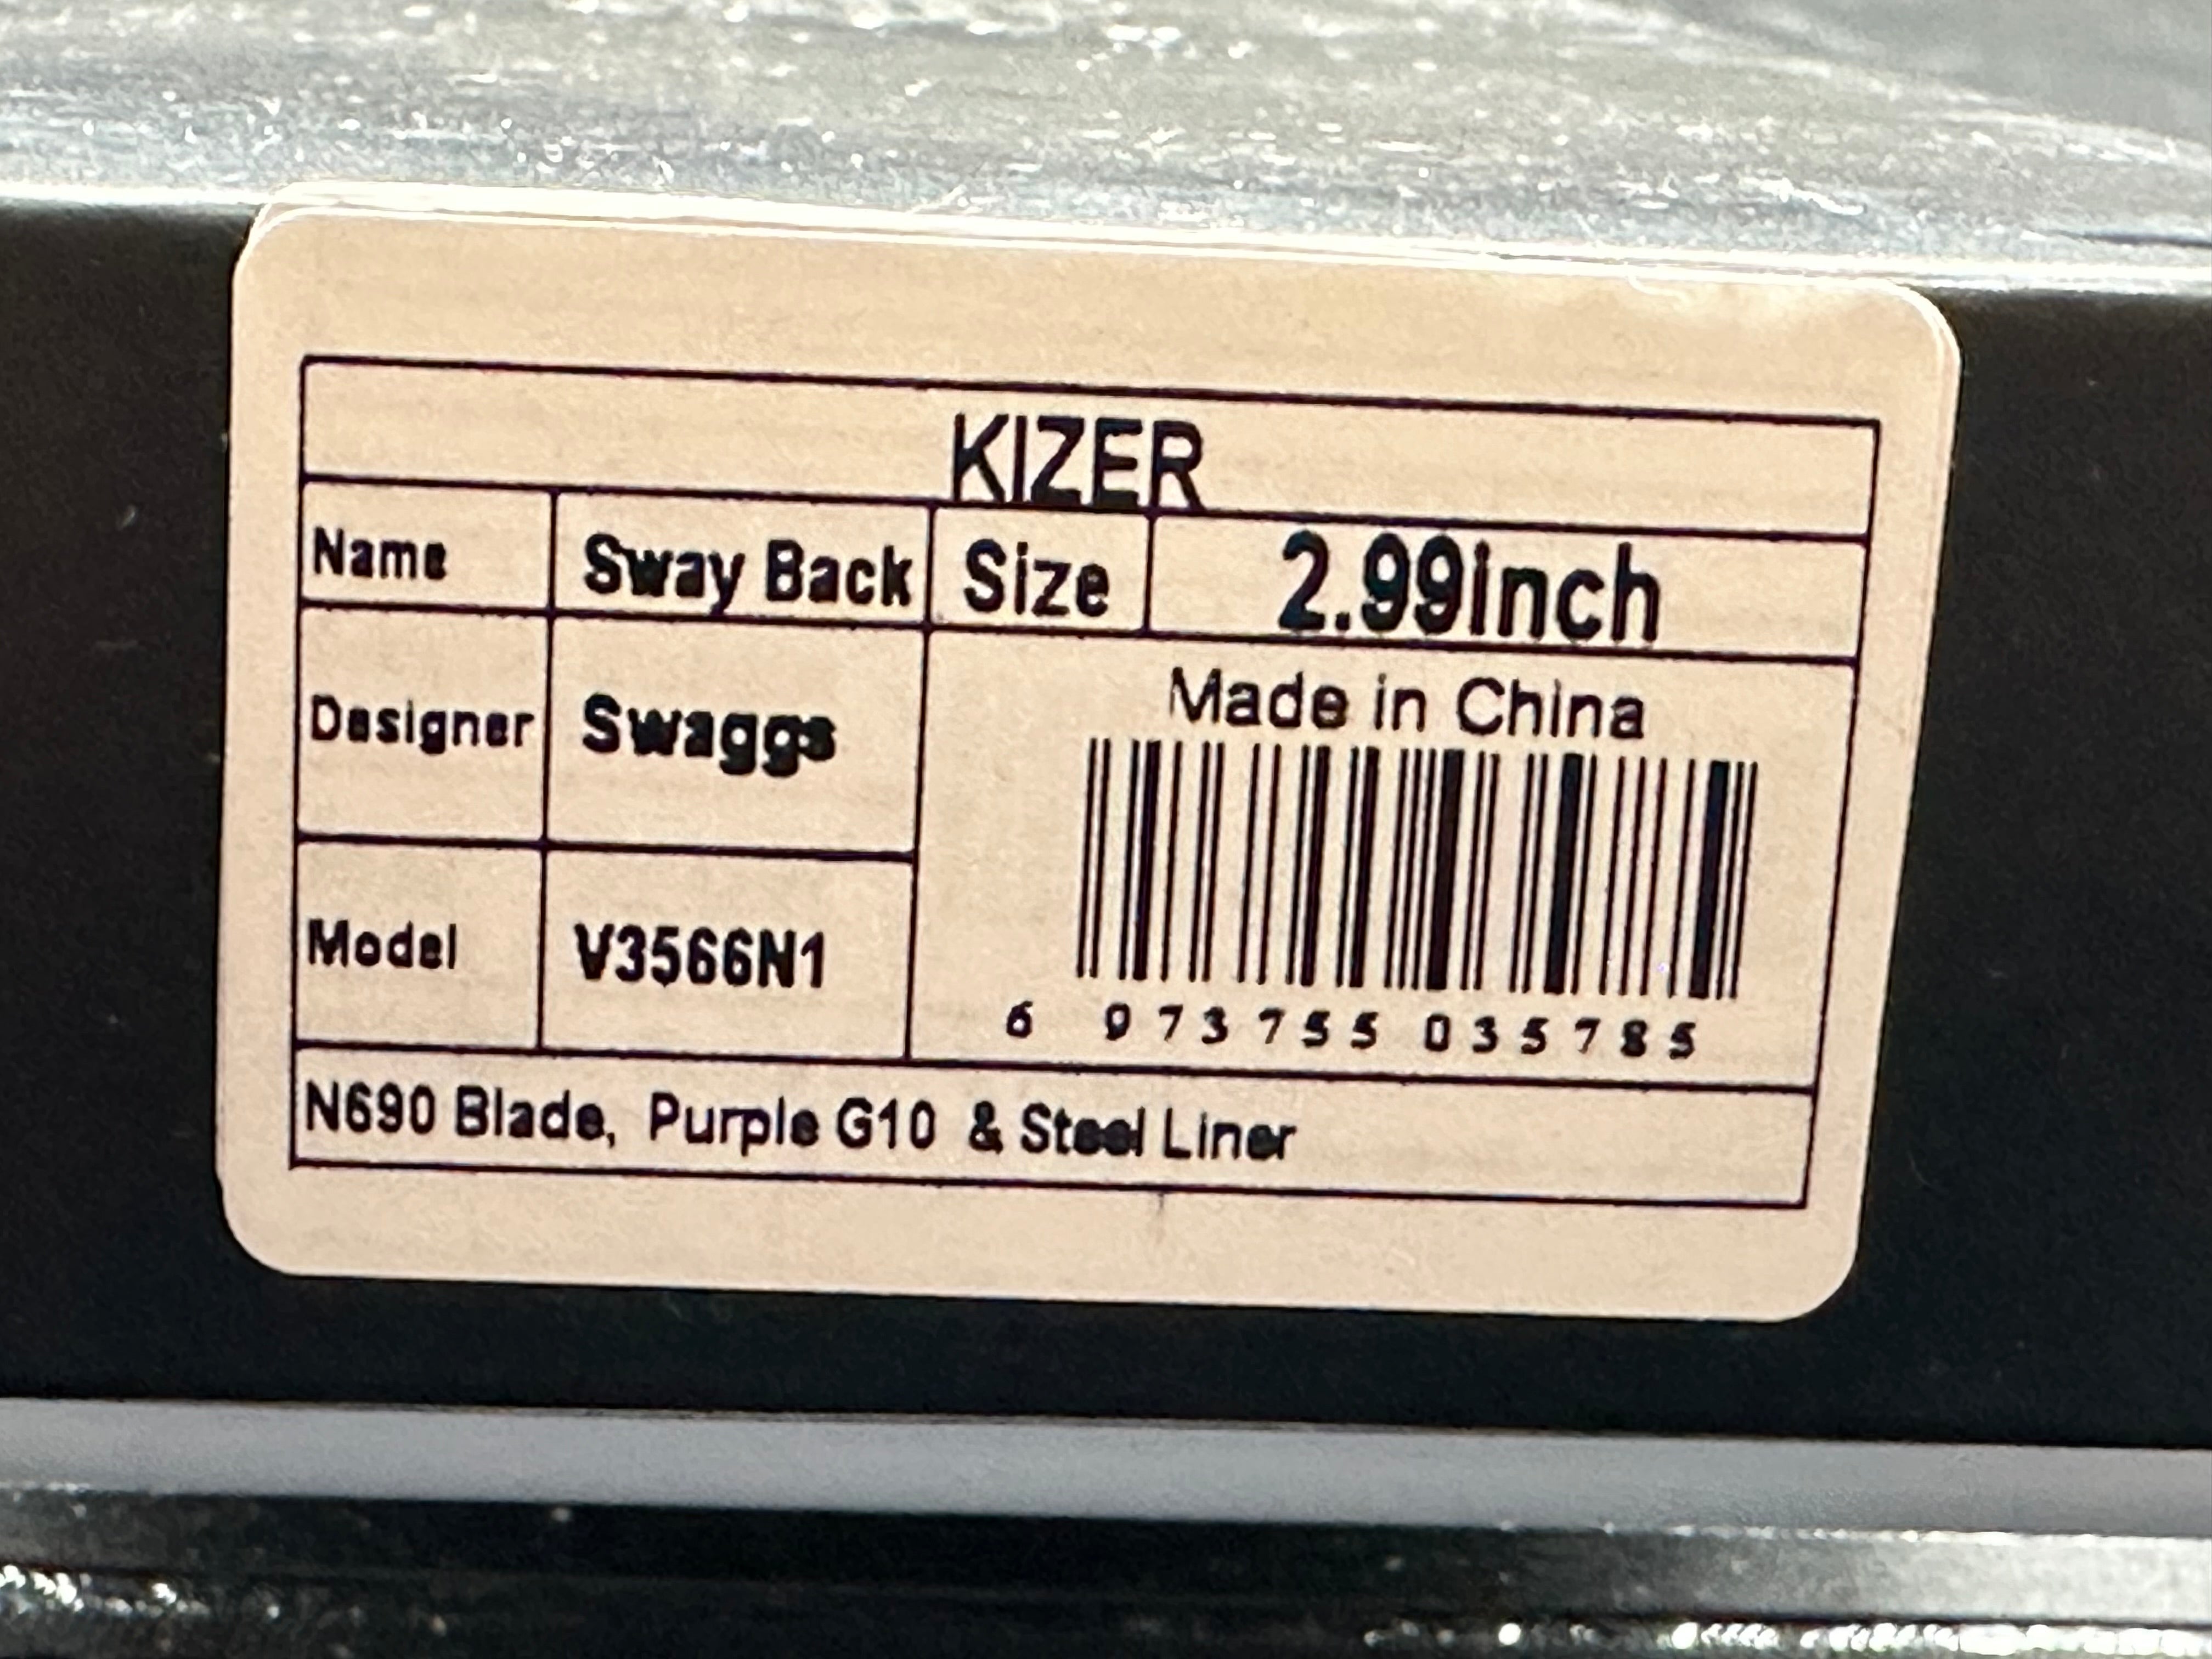 KIZER
Name Sway Back Size 2.99inch
Designer Swaggs Made in China
Model V3566N1
6 973755 035785
N690 Blade, Purple G10 & Steel Liner